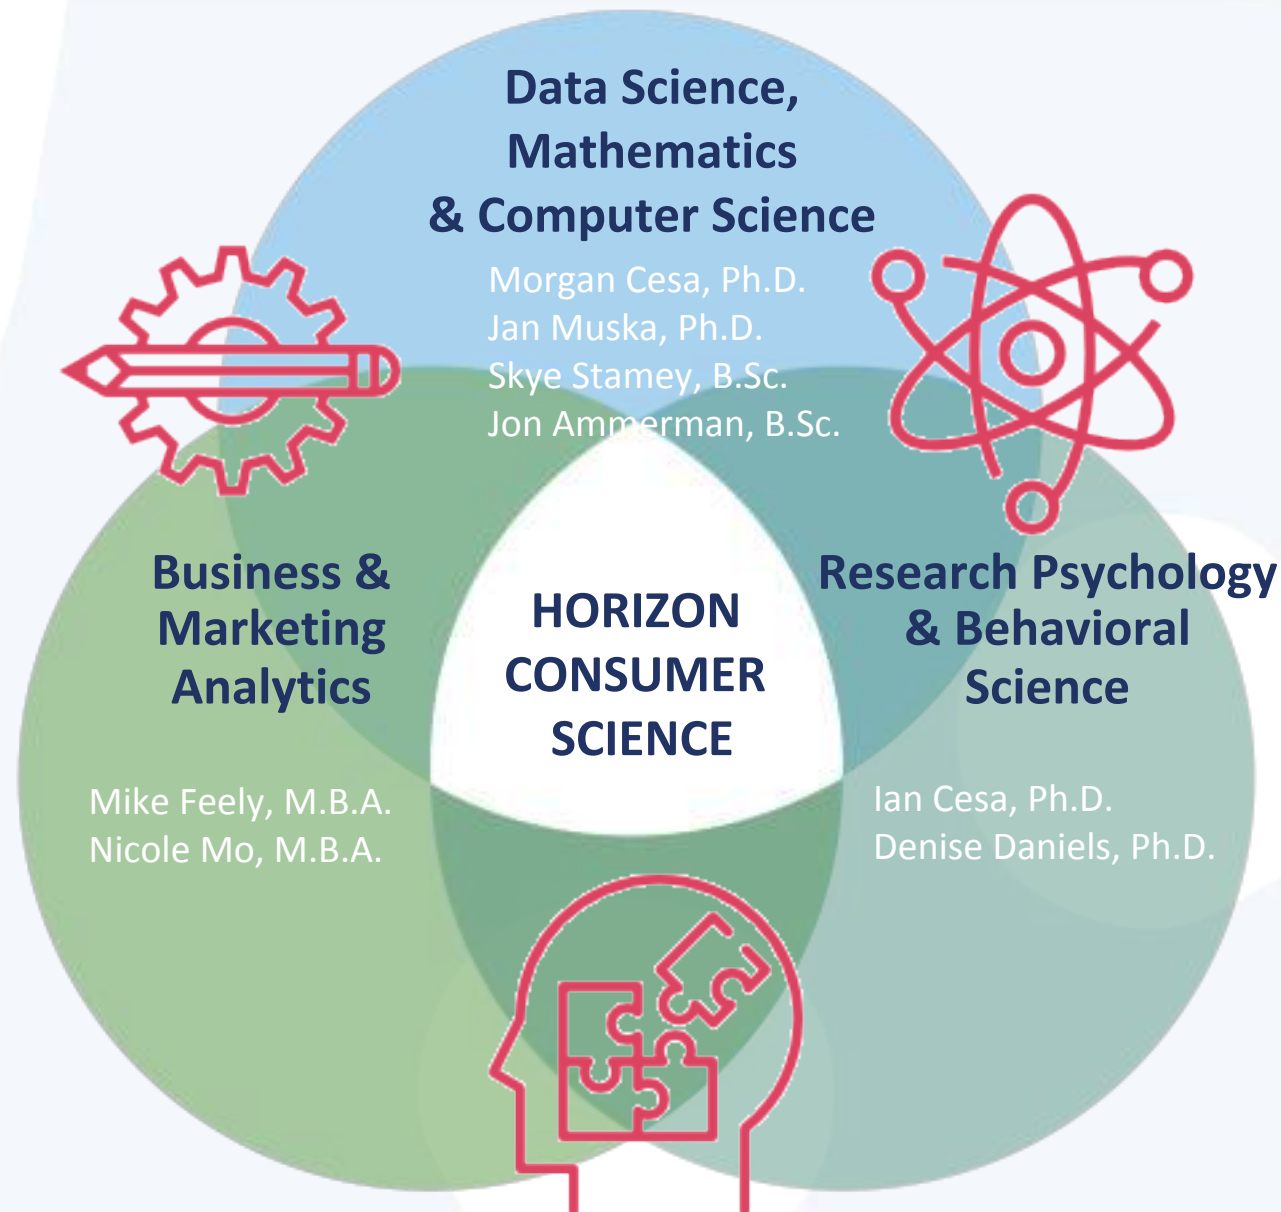 Data Science,
Mathematics
& Computer Science
Morgan Cesa, Ph.D.
Jan Muska, Ph.D.
Skye Stamey, B.Sc.
Jon Ammerman, B.Sc.
Business &
Marketing
Analytics
Mike Feely, M.B.A.
Nicole Mo, M.B.A.
HORIZON
CONSUMER
SCIENCE
Research Psychology
& Behavioral
Science
Ian Cesa, Ph.D.
Denise Daniels, Ph.D.